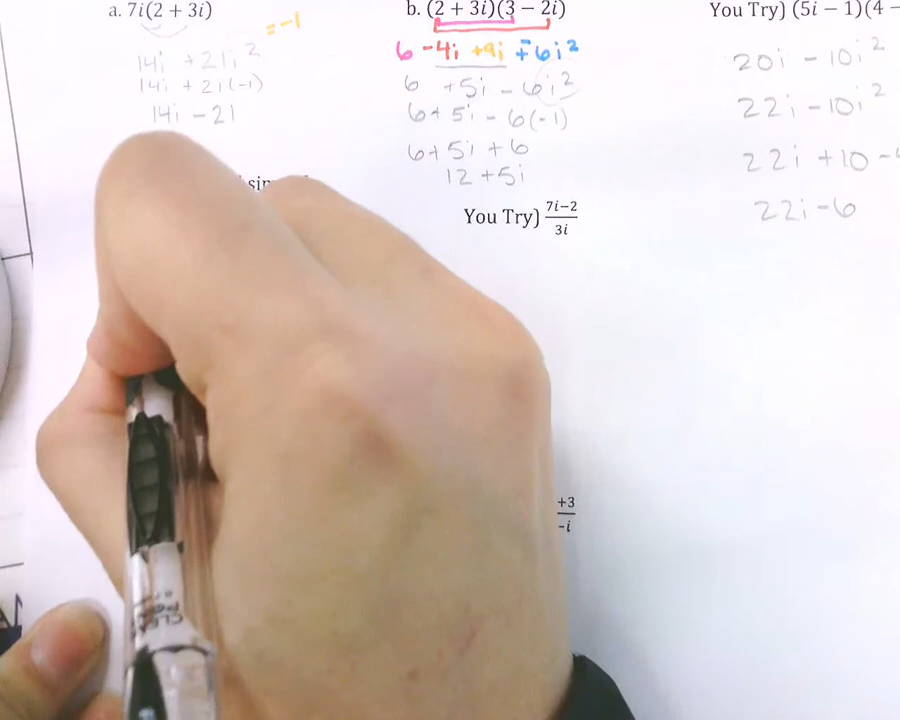 a. 7i(2 + 3i)
= -1
14i + 21i²
14i + 21(-1)
14i - 21
b. (2 + 3i)(3 - 2i)
6 -4i +9i -6i²
6 +5i - 6i²
6 + 5i - 6(-1)
6 + 5i + 6
12 + 5i
You Try) (5i − 1)(4 −
20i - 10i²
22i - 10i²
22i + 10 -
22i - 6
You Try) 7i−2
3i
+3
-i